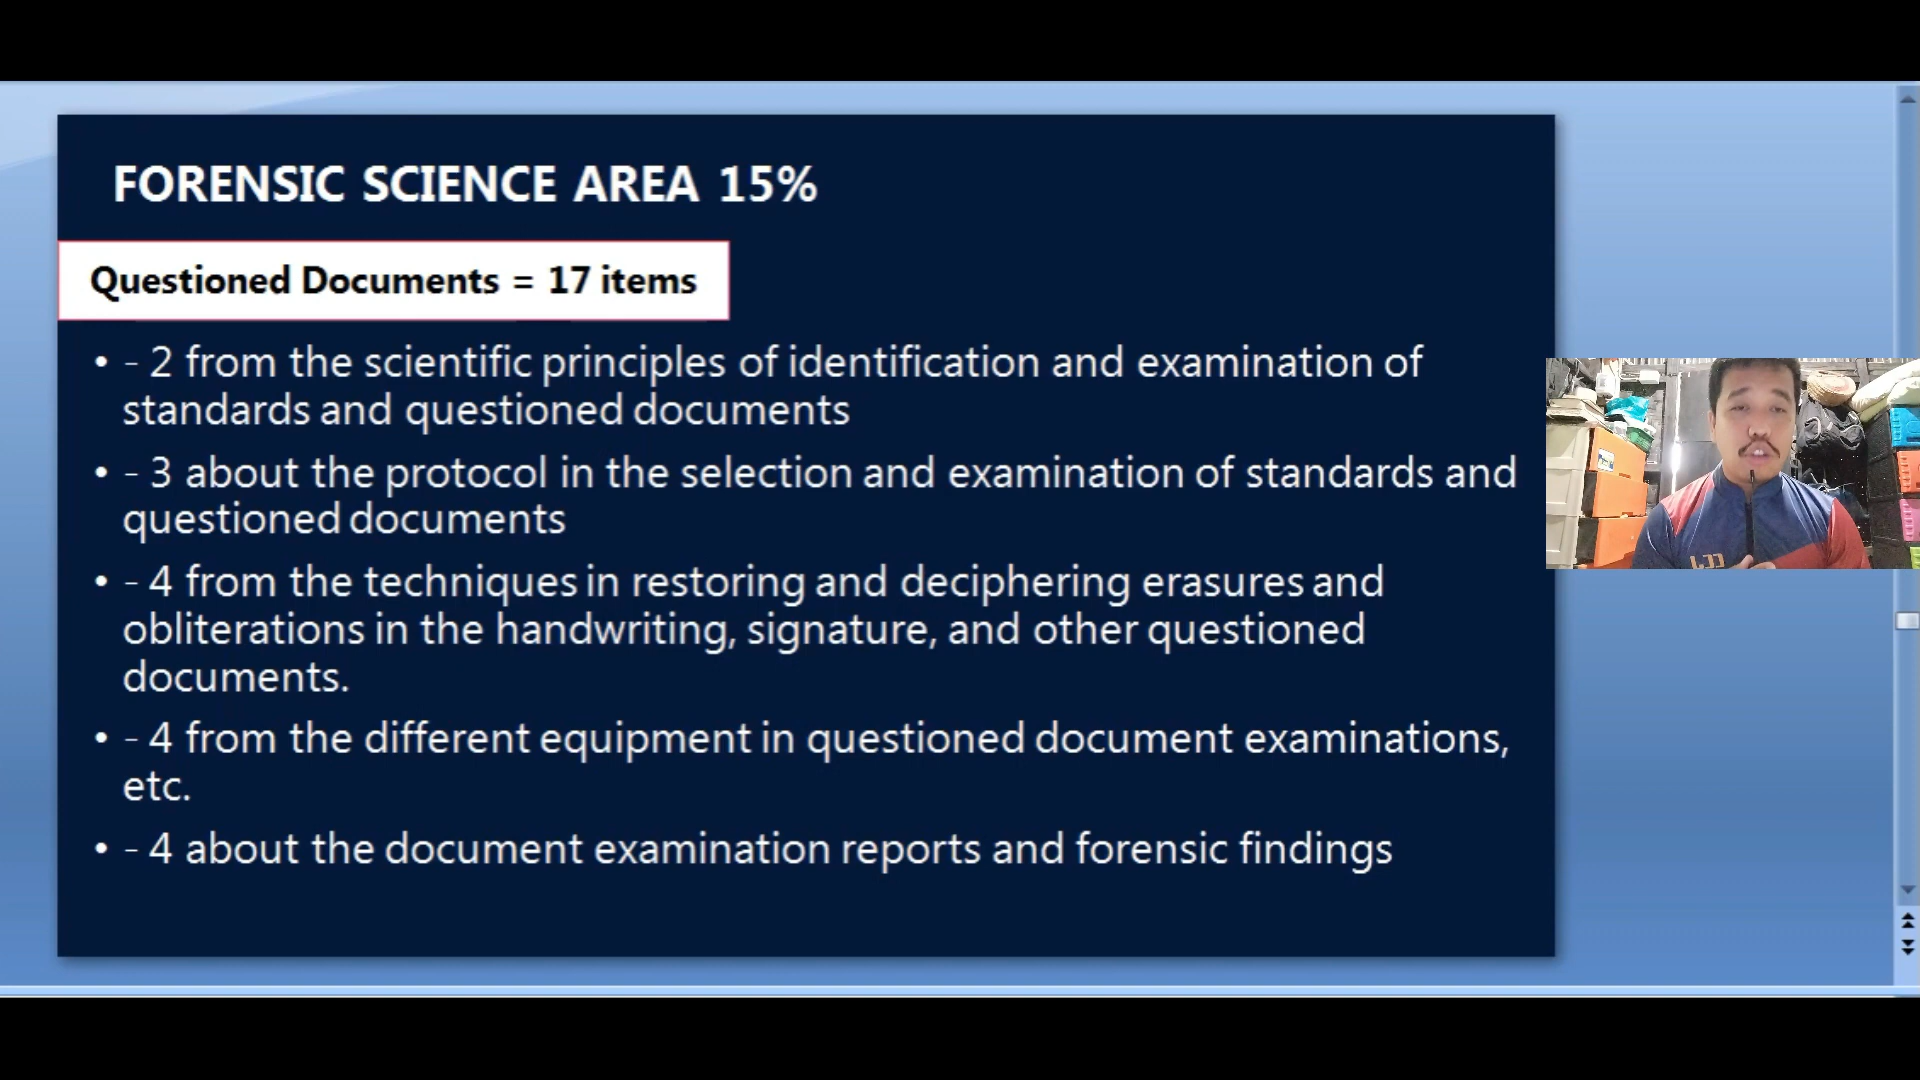 FORENSIC SCIENCE AREA 15%
Questioned Documents = 17 items
• - 2 from the scientific principles of identification and examination of
standards and questioned documents
• - 3 about the protocol in the selection and examination of standards and
questioned documents
• - 4 from the techniques in restoring and deciphering erasures and
obliterations in the handwriting, signature, and other questioned
documents.
• - 4 from the different equipment in questioned document examinations,
etc.
• - 4 about the document examination reports and forensic findings